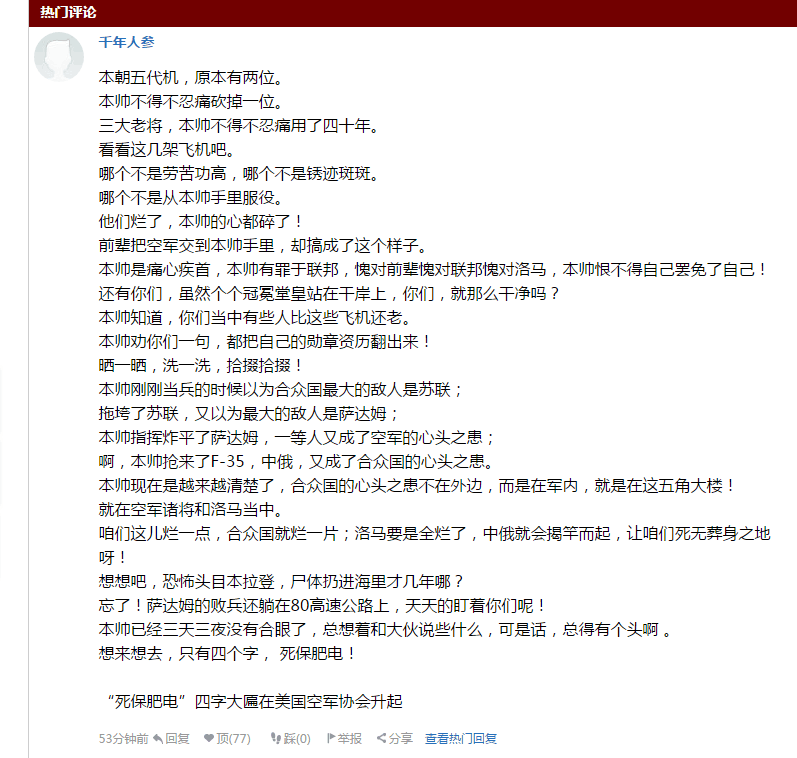 热门评论
千年人参
本朝五代机，原本有两位。
本帅不得不忍痛砍掉一位。
三大老将，本帅不得不忍痛用了四十年。
看看这几架飞机吧。
哪个不是劳苦功高，哪个不是锈迹斑斑。
哪个不是从本帅手里服役。
他们烂了，本帅的心都碎了！
前辈把空军交到本帅手里，却搞成了这个样子。
本帅是痛心疾首，本帅有罪于联邦，愧对前辈愧对联邦愧对洛马，本帅恨不得自己罢免了自己！
还有你们，虽然个个冠冕堂皇站在干岸上，你们，就那么干净吗？
本帅知道，你们当中有些人比这些飞机还老。
本帅劝你们一句，都把自己的勋章资历翻出来！
晒一晒，洗一洗，拾掇拾掇！
本帅刚刚当兵的时候以为合众国最大的敌人是苏联；
拖垮了苏联，又以为最大的敌人是萨达姆；
本帅指挥炸平了萨达姆，一等人又成了空军的心头之患；
啊，本帅抢来了F-35，中俄，又成了合众国的心头之患。
本帅现在是越来越清楚了，合众国的心头之患不在外边，而是在军内，就是在这五角大楼！
就在空军诸将和洛马当中。
咱们这儿烂一点，合众国就烂一片；洛马要是全烂了，中俄就会揭竿而起，让咱们死无葬身之地
呀！
想想吧，恐怖头目本拉登，尸体扔进海里才几年哪？
忘了！萨达姆的败兵还躺在80高速公路上，天天的盯着你们呢！
本帅已经三天三夜没有合眼了，总想着和大伙说些什么，可是话，总得有个头啊 。
想来想去，只有四个字， 死保肥电！
“死保肥电”四字大匾在美国空军协会升起
53分钟前 回复 顶(77) 踩(0) 举报 分享 查看热门回复